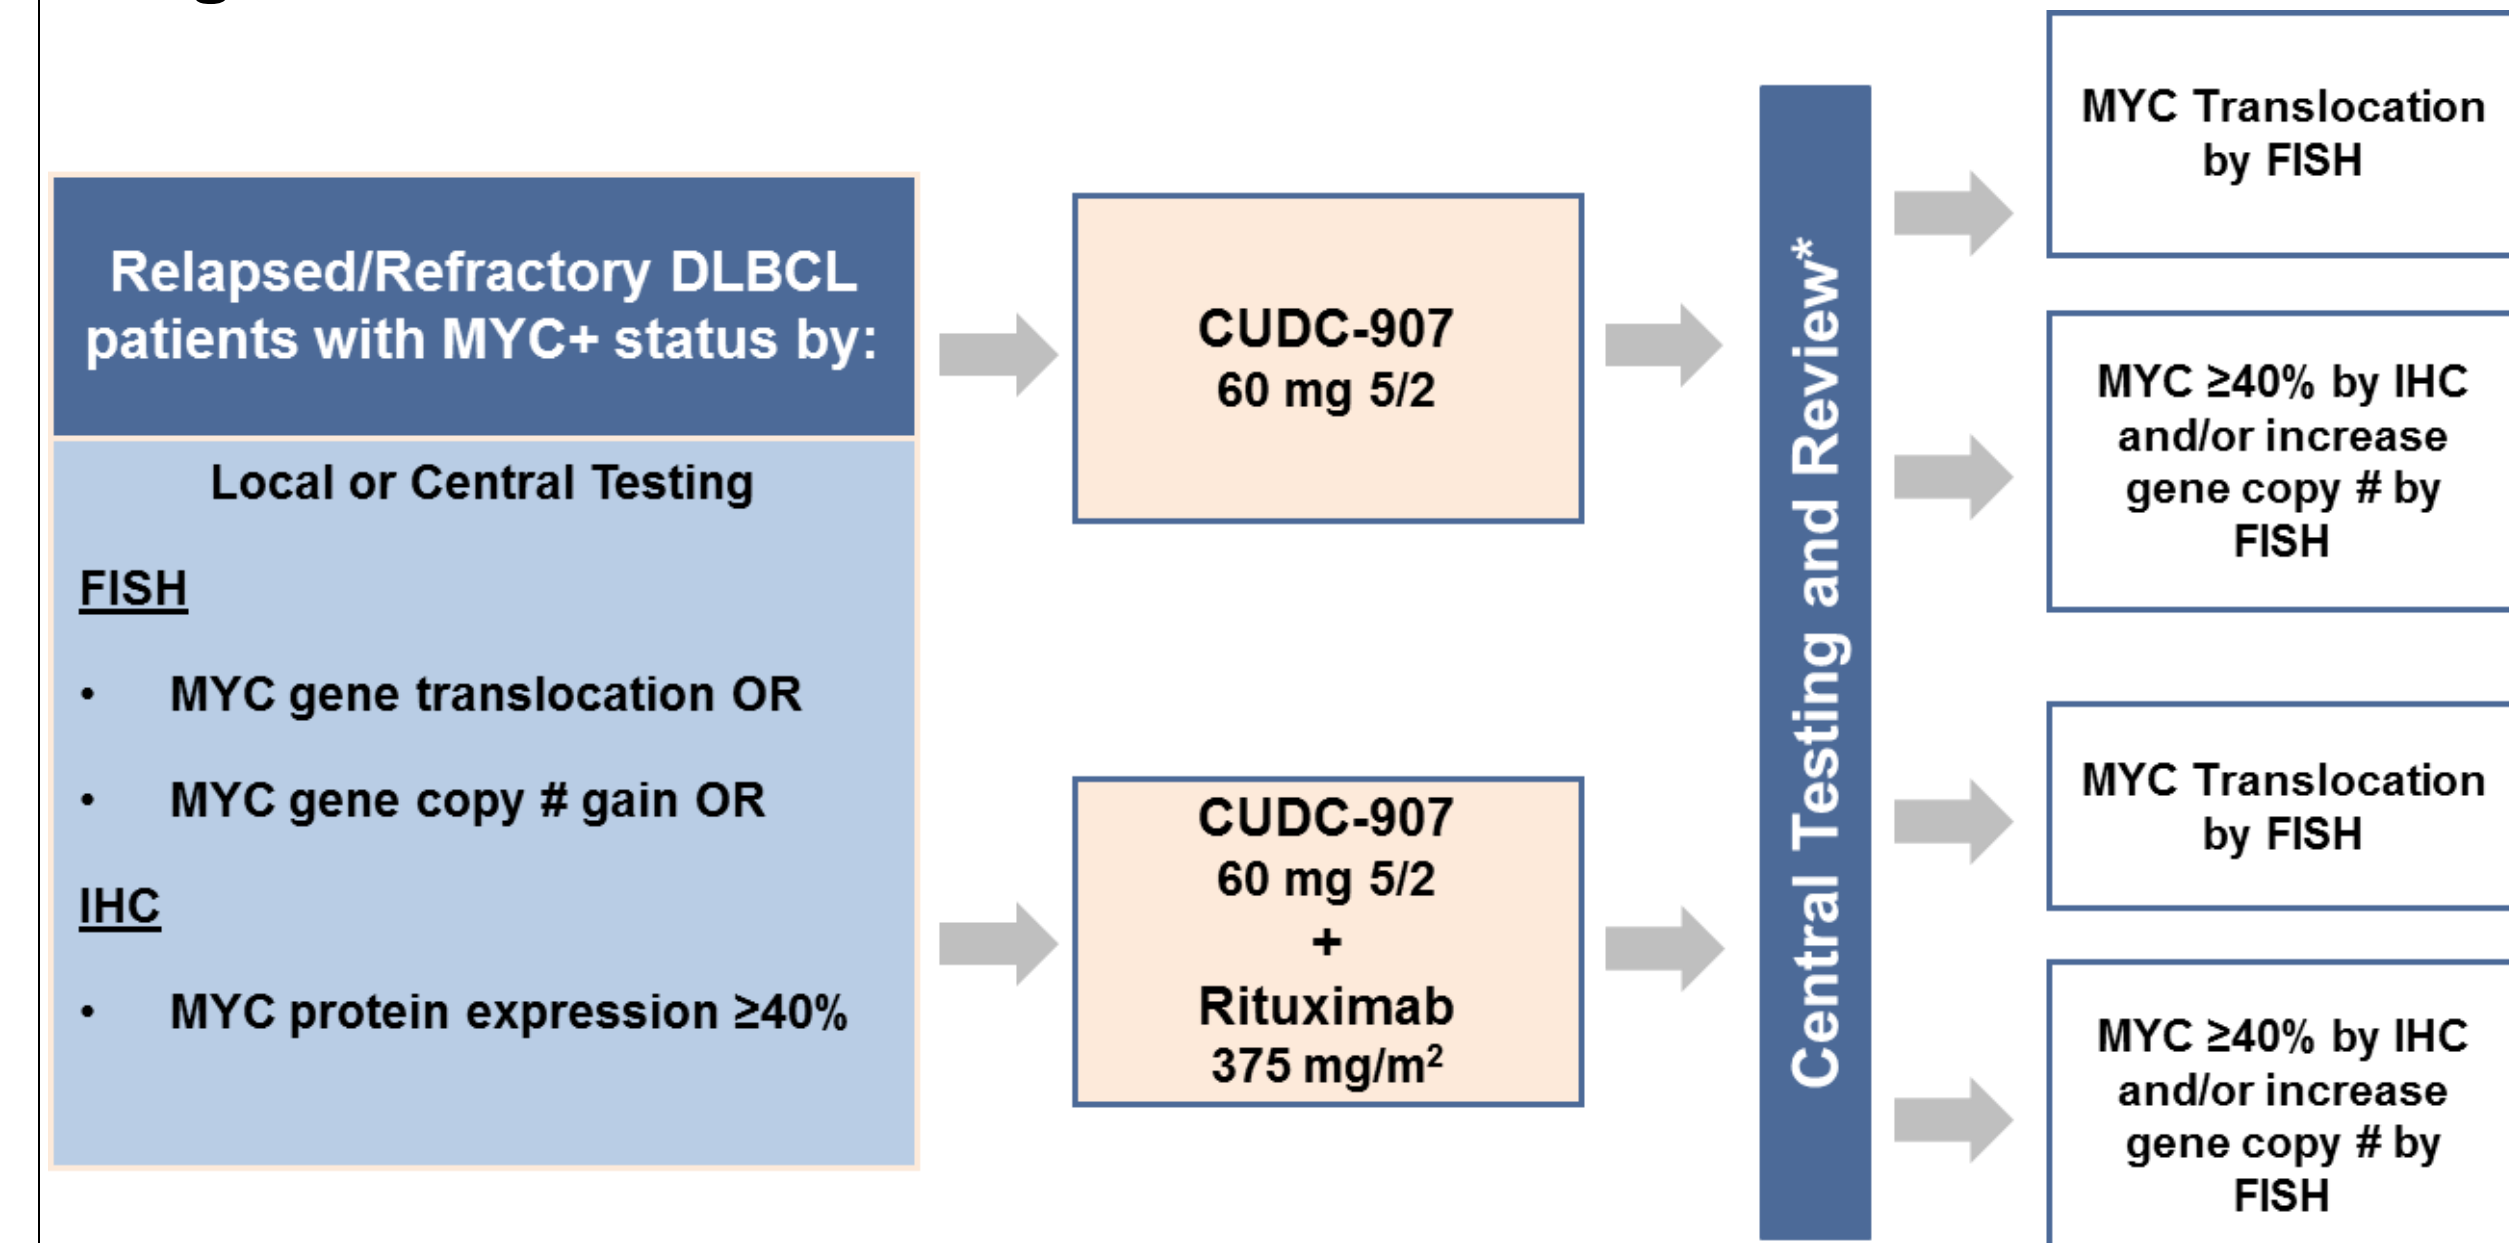 Relapsed/Refractory DLBCL
patients with MYC+ status by:
Local or Central Testing
FISH
• MYC gene translocation OR
• MYC gene copy # gain OR
IHC
• MYC protein expression ≥40%
CUDC-907
60 mg 5/2
CUDC-907
60 mg 5/2
+
Rituximab
375 mg/m²
Central Testing and Review*
MYC Translocation
by FISH
MYC ≥40% by IHC
and/or increase
gene copy # by
FISH
MYC Translocation
by FISH
MYC ≥40% by IHC
and/or increase
gene copy # by
FISH